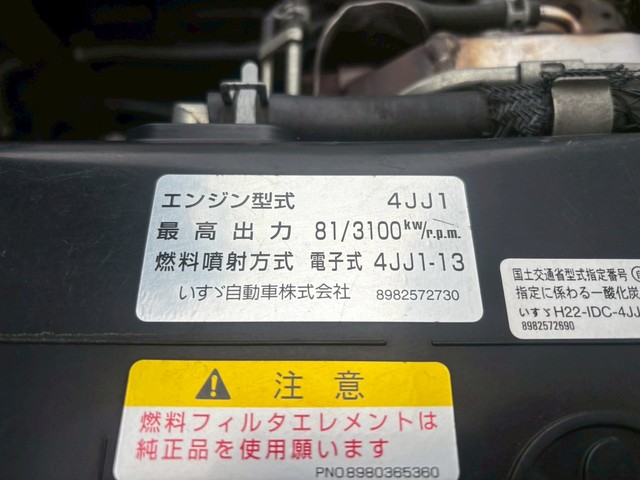 エンジン型式 4JJ1
最高出力 81/3100kw/r.p.m.
燃料噴射方式 電子式 4JJ1-13
いすゞ自動車株式会社 8982572730
国土交通省型式指定番号
指定に係わる一酸化炭
いすゞH22-IDC-4JJ
8982572690
注意
燃料フィルタエレメントは
純正品を使用願います
PNO8980365360